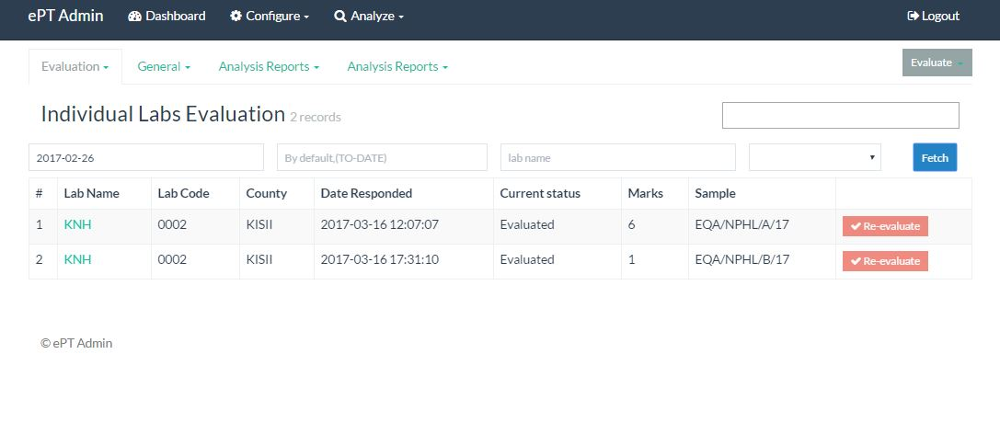 ePT Admin Dashboard Configure Analyze Logout
Evaluation General Analysis Reports Analysis Reports Evaluate
Individual Labs Evaluation 2 records
2017-02-26 By default,(TO-DATE) lab name Fetch
# Lab Name Lab Code County Date Responded Current status Marks Sample
1 KNH 0002 KISII 2017-03-16 12:07:07 Evaluated 6 EQA/NPHL/A/17 Re-evaluate
2 KNH 0002 KISII 2017-03-16 17:31:10 Evaluated 1 EQA/NPHL/B/17 Re-evaluate
© ePT Admin